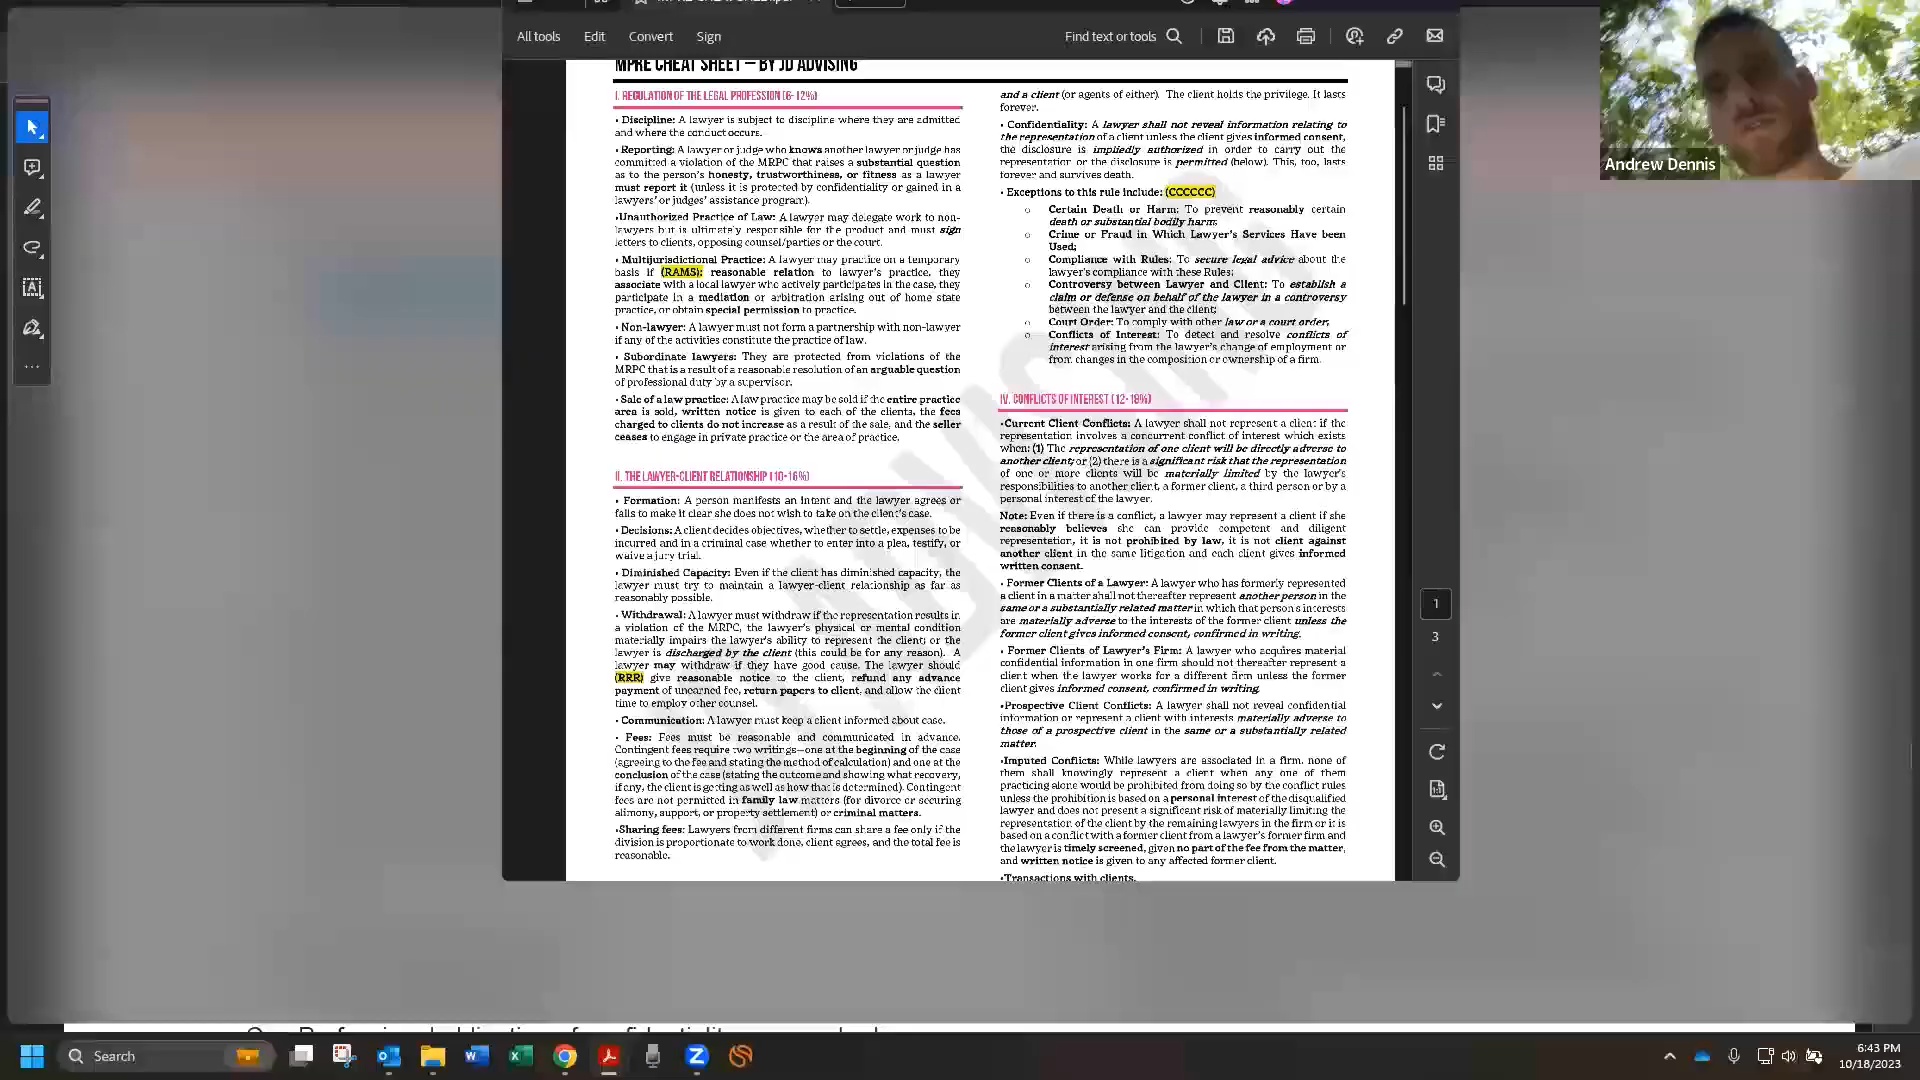 All tools Edit Convert Sign
Find text or tools
MPRE CHEAT SHEET – BY JD ADVISING
I. REGULATION OF THE LEGAL PROFESSION (6-12%)
• Discipline: A lawyer is subject to discipline where they are admitted
and where the conduct occurs.
• Reporting: A lawyer or judge who knows another lawyer or judge has
committed a violation of the MRPC that raises a substantial question
as to the person's honesty, trustworthiness, or fitness as a lawyer
must report it (unless it is protected by confidentiality or gained in a
lawyers' or judges' assistance program).
•Unauthorized Practice of Law: A lawyer may delegate work to non-
lawyers but is ultimately responsible for the product and must sign
letters to clients, opposing counsel/parties or the court.
• Multijurisdictional Practice: A lawyer may practice on a temporary
basis if (RAMS): reasonable relation to lawyer's practice, they
associate with a local lawyer who actively participates in the case, they
participate in a mediation or arbitration arising out of home state
practice, or obtain special permission to practice.
• Non-lawyer: A lawyer must not form a partnership with non-lawyer
if any of the activities constitute the practice of law.
• Subordinate lawyers: They are protected from violations of the
MRPC that is a result of a reasonable resolution of an arguable question
of professional duty by a supervisor.
• Sale of a law practice: A law practice may be sold if the entire practice
area is sold, written notice is given to each of the clients, the fees
charged to clients do not increase as a result of the sale, and the seller
ceases to engage in private practice or the area of practice.
II. THE LAWYER-CLIENT RELATIONSHIP (10-16%)
• Formation: A person manifests an intent and the lawyer agrees or
fails to make it clear she does not wish to take on the client's case.
• Decisions: A client decides objectives, whether to settle, expenses to be
incurred and in a criminal case whether to enter into a plea, testify, or
waive a jury trial.
• Diminished Capacity: Even if the client has diminished capacity, the
lawyer must try to maintain a lawyer-client relationship as far as
reasonably possible.
• Withdrawal: A lawyer must withdraw if the representation results in
a violation of the MRPC, the lawyer's physical or mental condition
materially impairs the lawyer's ability to represent the client; or the
lawyer is discharged by the client (this could be for any reason). A
lawyer may withdraw if they have good cause. The lawyer should
(RRR) give reasonable notice to the client, refund any advance
payment of unearned fee, return papers to client, and allow the client
time to employ other counsel.
• Communication: A lawyer must keep a client informed about case.
• Fees: Fees must be reasonable and communicated in advance.
Contingent fees require two writings—one at the beginning of the case
(agreeing to the fee and stating the method of calculation) and one at the
conclusion of the case (stating the outcome and showing what recovery,
if any, the client is getting as well as how that is determined). Contingent
fees are not permitted in family law matters (for divorce or securing
alimony, support, or property settlement) or criminal matters.
•Sharing fees: Lawyers from different firms can share a fee only if the
division is proportionate to work done, client agrees, and the total fee is
reasonable.
and a client (or agents of either). The client holds the privilege. It lasts
forever.
• Confidentiality: A lawyer shall not reveal information relating to
the representation of a client unless the client gives informed consent,
the disclosure is impliedly authorized in order to carry out the
representation or the disclosure is permitted (below). This, too, lasts
forever and survives death.
• Exceptions to this rule include: (CCCCCC)
o Certain Death or Harm: To prevent reasonably certain
death or substantial bodily harm;
o Crime or Fraud in Which Lawyer's Services Have been
Used;
o Compliance with Rules: To secure legal advice about the
lawyer's compliance with these Rules;
o Controversy between Lawyer and Client: To establish a
claim or defense on behalf of the lawyer in a controversy
between the lawyer and the client;
o Court Order: To comply with other law or a court order;
o Conflicts of Interest: To detect and resolve conflicts of
interest arising from the lawyer's change of employment or
from changes in the composition or ownership of a firm.
IV. CONFLICTS OF INTEREST (12-18%)
•Current Client Conflicts: A lawyer shall not represent a client if the
representation involves a concurrent conflict of interest which exists
when: (1) The representation of one client will be directly adverse to
another client; or (2) there is a significant risk that the representation
of one or more clients will be materially limited by the lawyer's
responsibilities to another client, a former client, a third person or by a
personal interest of the lawyer.
Note: Even if there is a conflict, a lawyer may represent a client if she
reasonably believes she can provide competent and diligent
representation, it is not prohibited by law, it is not client against
another client in the same litigation and each client gives informed
written consent.
• Former Clients of a Lawyer: A lawyer who has formerly represented
a client in a matter shall not thereafter represent another person in the
same or a substantially related matter in which that person's interests
are materially adverse to the interests of the former client unless the
former client gives informed consent, confirmed in writing.
• Former Clients of Lawyer's Firm: A lawyer who acquires material
confidential information in one firm should not thereafter represent a
client when the lawyer works for a different firm unless the former
client gives informed consent, confirmed in writing.
•Prospective Client Conflicts: A lawyer shall not reveal confidential
information or represent a client with interests materially adverse to
those of a prospective client in the same or a substantially related
matter.
•Imputed Conflicts: While lawyers are associated in a firm, none of
them shall knowingly represent a client when any one of them
practicing alone would be prohibited from doing so by the conflict rules
unless the prohibition is based on a personal interest of the disqualified
lawyer and does not present a significant risk of materially limiting the
representation of the client by the remaining lawyers in the firm or it is
based on a conflict with a former client from a lawyer's former firm and
the lawyer is timely screened, given no part of the fee from the matter,
and written notice is given to any affected former client.
•Transactions with clients.
1
3
Andrew Dennis
Search
6:43 PM
10/18/2023